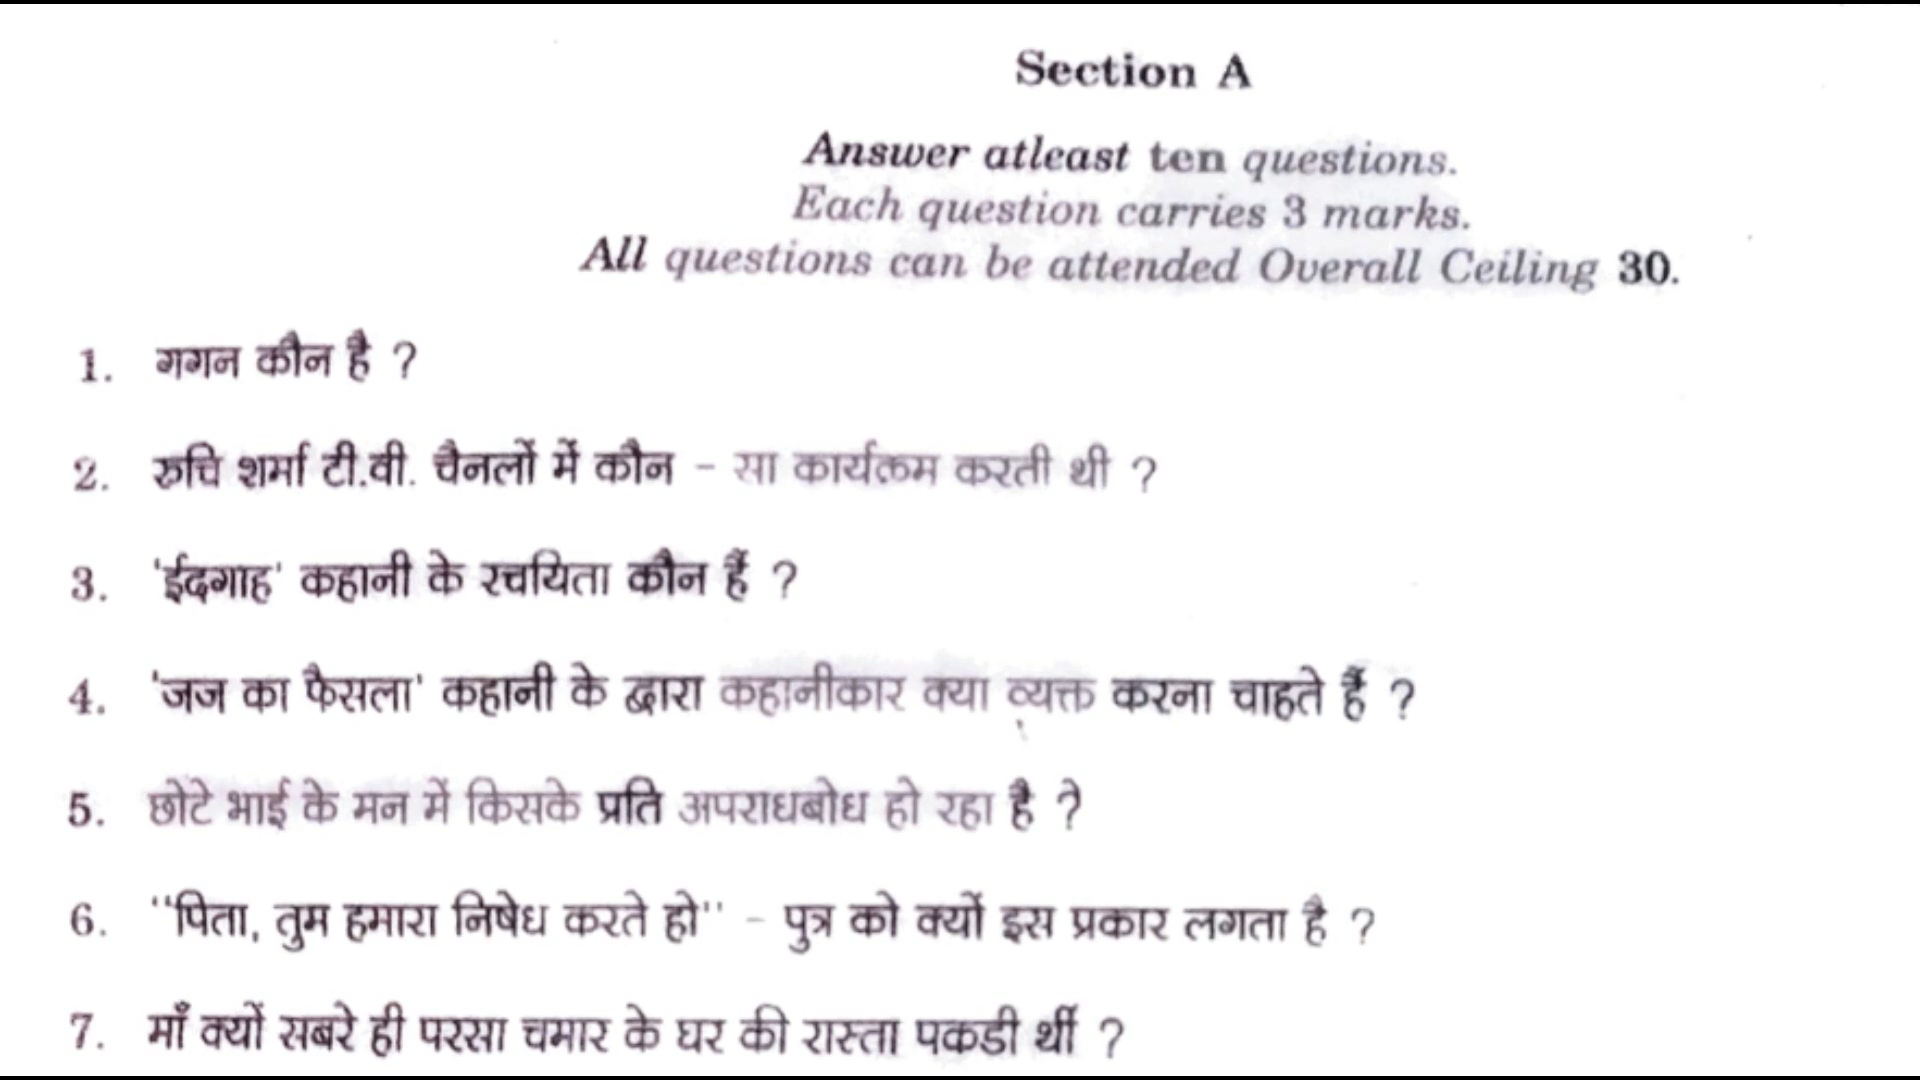 Section A
Answer atleast ten questions.
Each question carries 3 marks.
All questions can be attended Overall Ceiling 30.
1. गगन कौन है ?
2. रुचि शर्मा टी.वी. चैनलों में कौन - सा कार्यक्रम करती थी ?
3. 'ईदगाह' कहानी के रचयिता कौन हैं ?
4. 'जज का फैसला' कहानी के द्वारा कहानीकार क्या व्यक्त करना चाहते हैं ?
5. छोटे भाई के मन में किसके प्रति अपराधबोध हो रहा है ?
6. ''पिता, तुम हमारा निषेध करते हो'' - पुत्र को क्यों इस प्रकार लगता है ?
7. माँ क्यों सबरे ही परसा चमार के घर की रास्ता पकडी थीं ?